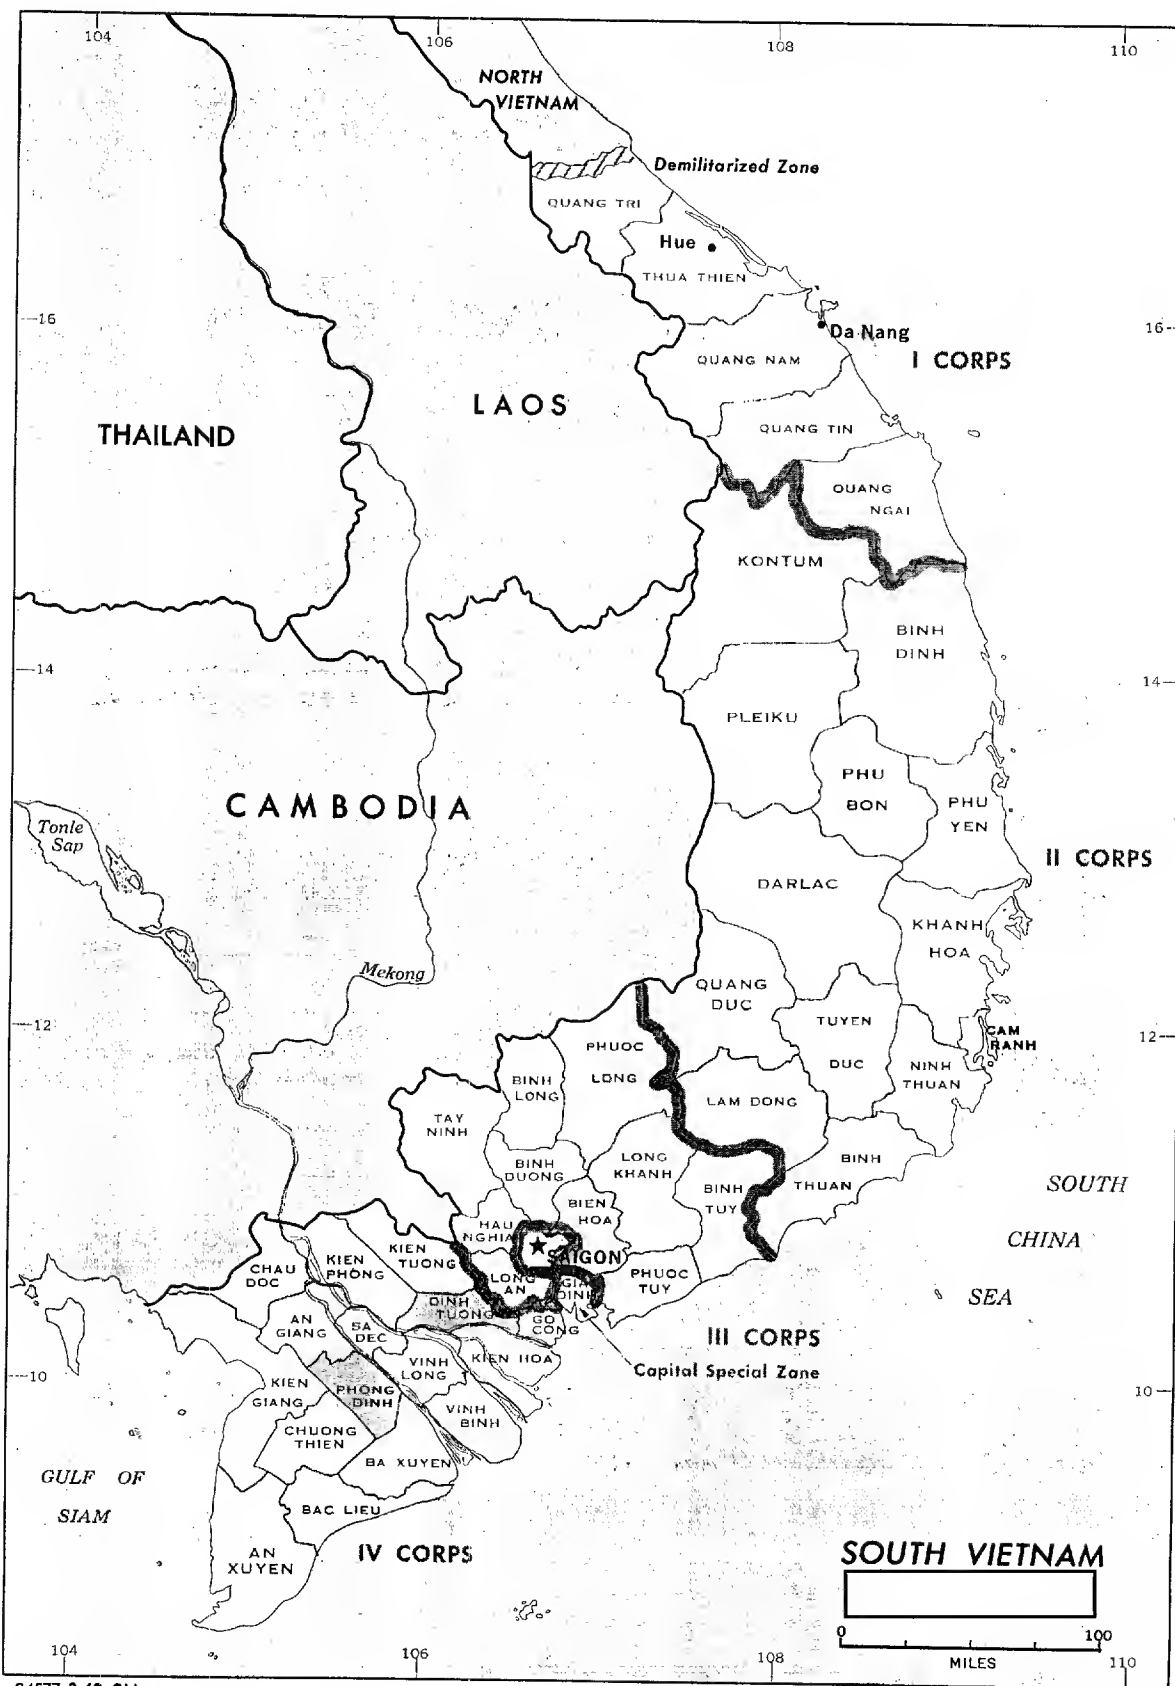 104
106
108
110
NORTH
VIETNAM
Demilitarized Zone
QUANG TRI
Hue
THUA THIEN
16
16
Da Nang
QUANG NAM
I CORPS
LAOS
THAILAND
QUANG TIN
QUANG
NGAI
KONTUM
BINH
DINH
14
14
PLEIKU
PHU
BON
PHU
YEN
CAMBODIA
Tonle
Sap
II CORPS
DARLAC
KHANH
HOA
Mekong
QUANG
DUC
12
12
TUYEN
DUC
CAM
RANH
PHUOC
LONG
NINH
THUAN
BINH
LONG
LAM DONG
TAY
NINH
LONG
KHANH
BINH
THUAN
BINH
DUONG
BINH
TUY
BIEN
HOA
SOUTH
CHINA
SEA
HAU
NGHIA
SAIGON
KIEN
TUONG
KIEN
PHONG
CHAU
DOC
LONG
AN
GIA
DINH
PHUOC
TUY
DINH
TUONG
GO
CONG
AN
GIANG
SA
DEC
III CORPS
Capital Special Zone
VINH
LONG
KIEN HOA
10
10
KIEN
GIANG
PHONG
DINH
VINH
BINH
CHUONG
THIEN
BA XUYEN
GULF OF
SIAM
BAC LIEU
AN
XUYEN
IV CORPS
SOUTH VIETNAM
0
100
MILES
104
106
108
110